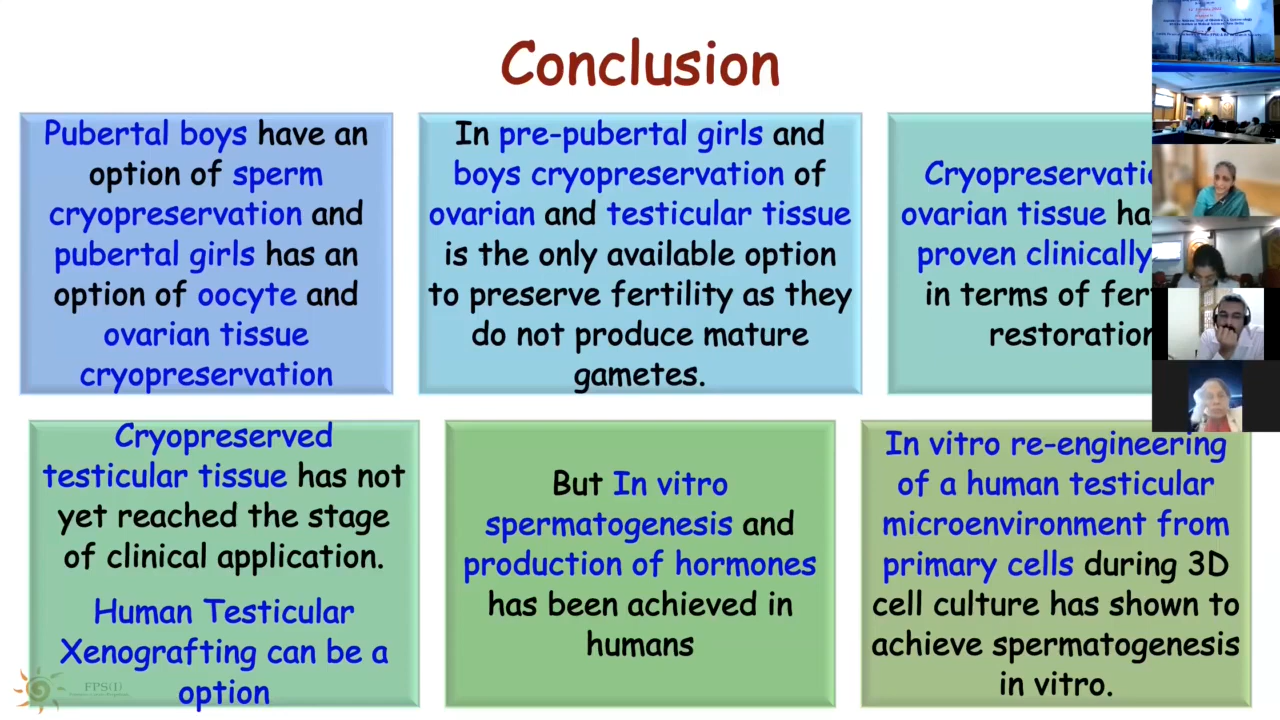 Conclusion
Pubertal boys have an
option of sperm
cryopreservation and
pubertal girls has an
option of oocyte and
ovarian tissue
cryopreservation
In pre-pubertal girls and
boys cryopreservation of
ovarian and testicular tissue
is the only available option
to preserve fertility as they
do not produce mature
gametes.
ovarian tissue
proven clinically
in terms of
Cryopreserved
testicular tissue has not
yet reached the stage
of clinical application.
Human Testicular
Xenografting can be a
option
But In vitro
spermatogenesis and
production of hormones
has been achieved in
humans
In vitro re-engineering
of a human testicular
microenvironment from
primary cells during 3D
cell culture has shown to
achieve spermatogenesis
in vitro.
FPS(I)